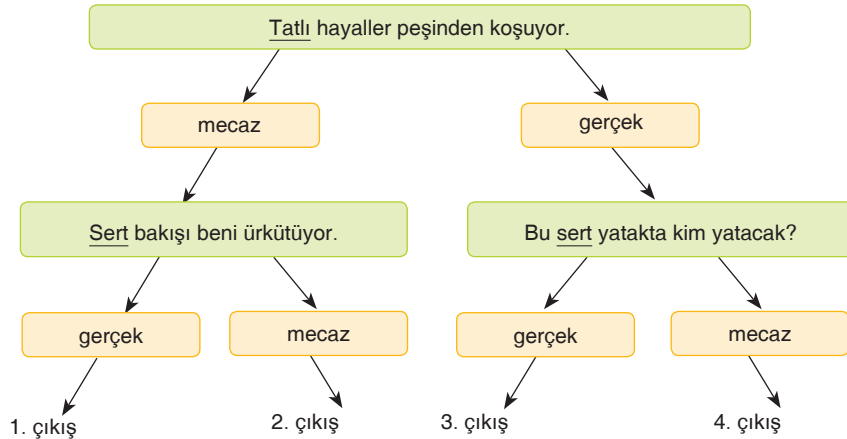 Tatlı hayaller peşinden koşuyor.
mecaz
gerçek
Sert bakışı beni ürkütüyor.
Bu sert yatakta kim yatacak?
gerçek
mecaz
gerçek
mecaz
1. çıkış
2. çıkış
3. çıkış
4. çıkış